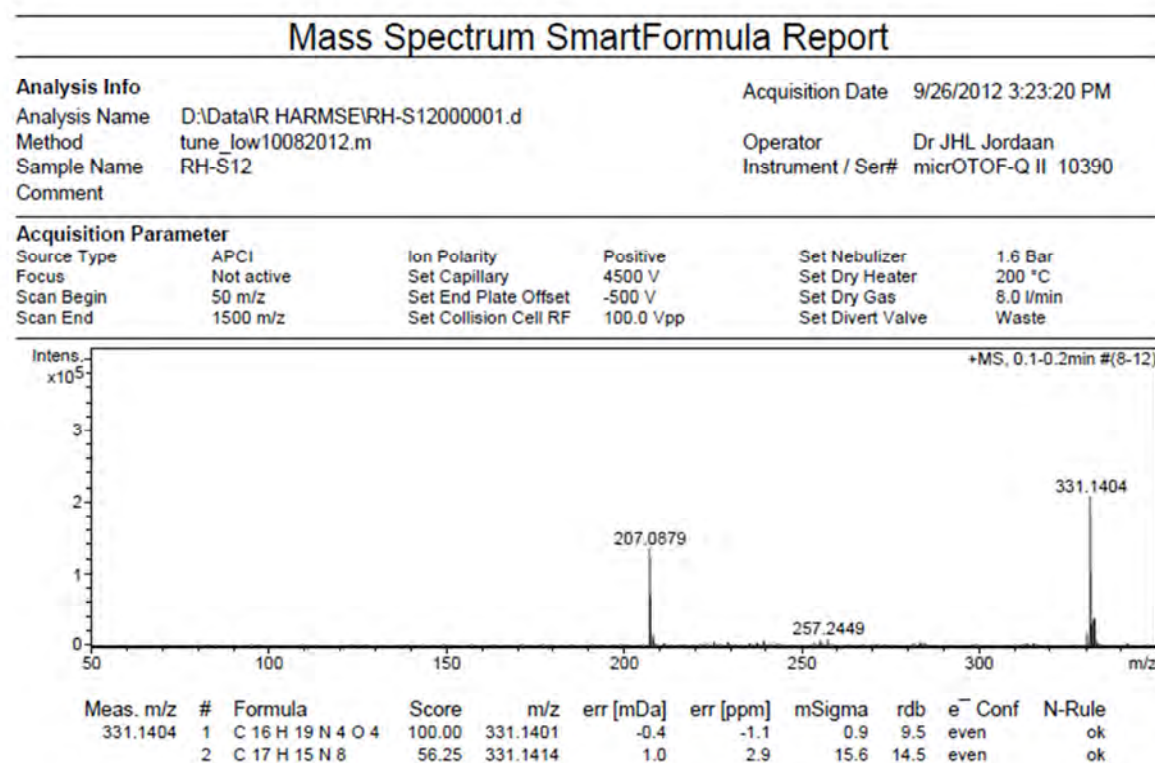 Mass Spectrum SmartFormula Report
Analysis Info
Acquisition Date 9/26/2012 3:23:20 PM
Analysis Name D:\Data\R HARMSE\RH-S12000001.d
Method tune_low10082012.m
Operator Dr JHL Jordaan
Sample Name RH-S12
Instrument / Ser# micrOTOF-Q II 10390
Comment
Acquisition Parameter
Source Type APCI Ion Polarity Positive Set Nebulizer 1.6 Bar
Focus Not active Set Capillary 4500 V Set Dry Heater 200 °C
Scan Begin 50 m/z Set End Plate Offset -500 V Set Dry Gas 8.0 l/min
Scan End 1500 m/z Set Collision Cell RF 100.0 Vpp Set Divert Valve Waste
Intens.
x10⁵
+MS, 0.1-0.2min #(8-12)
3
2
331.1404
207.0879
1
257.2449
0
50 100 150 200 250 300 m/z
Meas. m/z # Formula Score m/z err [mDa] err [ppm] mSigma rdb e⁻ Conf N-Rule
331.1404 1 C 16 H 19 N 4 O 4 100.00 331.1401 -0.4 -1.1 0.9 9.5 even ok
2 C 17 H 15 N 8 56.25 331.1414 1.0 2.9 15.6 14.5 even ok